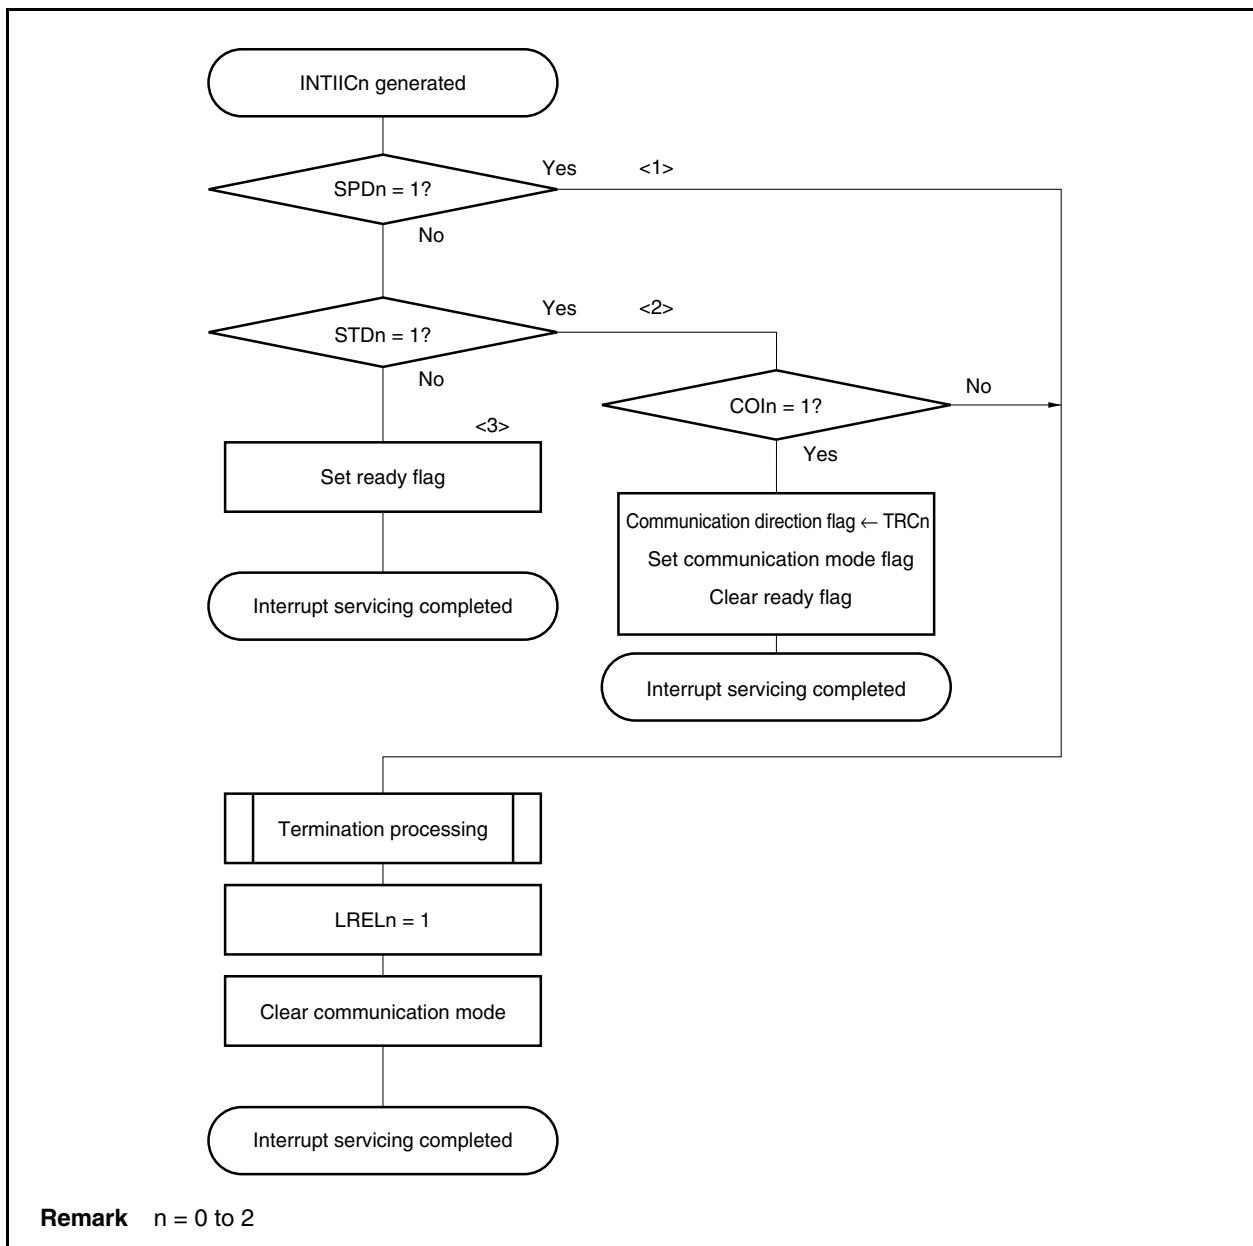 INTIICn generated
Yes <1>
SPDn = 1?
No
Yes <2>
STDn = 1?
No
No
COIn = 1?
Yes
<3>
Set ready flag
Communication direction flag ← TRCn
Set communication mode flag
Clear ready flag
Interrupt servicing completed
Interrupt servicing completed
Termination processing
LRELn = 1
Clear communication mode
Interrupt servicing completed
Remark n = 0 to 2